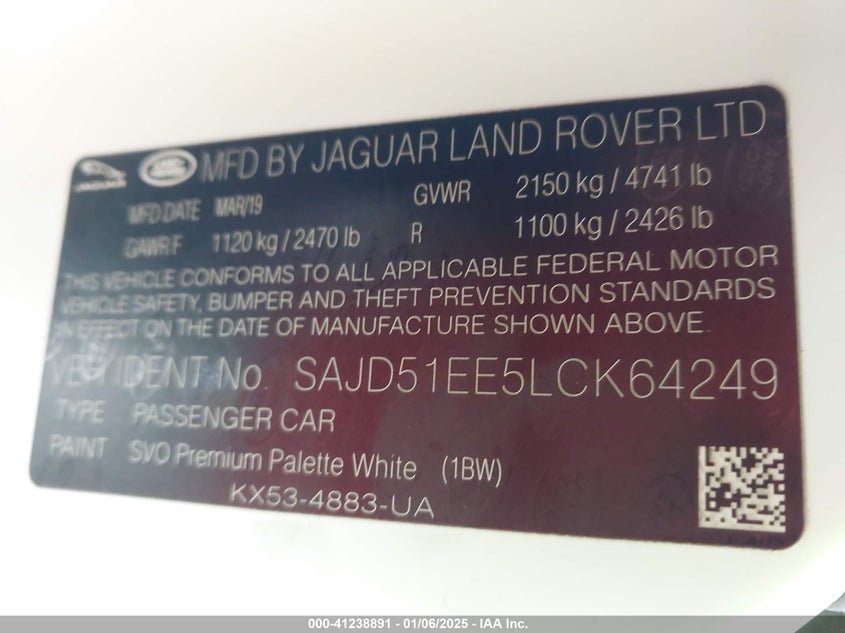 JAGUAR MFD BY JAGUAR LAND ROVER LTD
MFD DATE MAR/19 GVWR 2150 kg / 4741 lb
GAWR F 1120 kg / 2470 lb R 1100 kg / 2426 lb
THIS VEHICLE CONFORMS TO ALL APPLICABLE FEDERAL MOTOR
VEHICLE SAFETY, BUMPER AND THEFT PREVENTION STANDARDS
IN EFFECT ON THE DATE OF MANUFACTURE SHOWN ABOVE.
VEH IDENT No. SAJD51EE5LCK64249
TYPE PASSENGER CAR
PAINT SVO Premium Palette White (1BW)
KX53-4883-UA
000-41238891 - 01/06/2025 - IAA Inc.